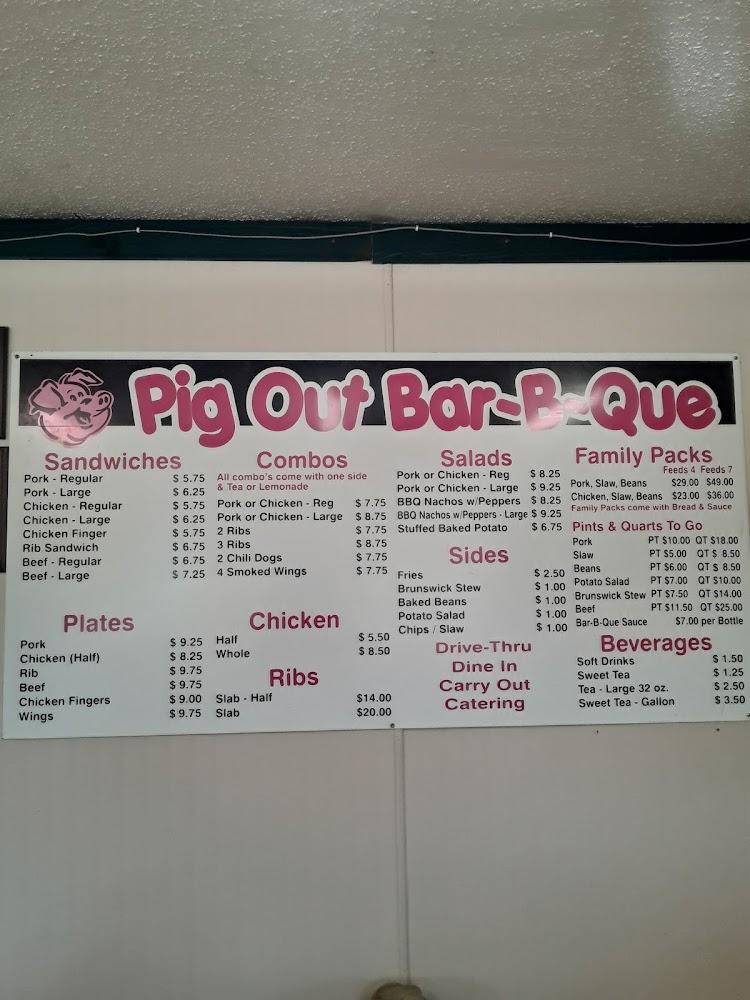 Pig Out Bar-B-Que
Sandwiches
Pork - Regular $ 5.75
Pork - Large $ 6.25
Chicken - Regular $ 5.75
Chicken - Large $ 6.25
Chicken Finger $ 5.75
Rib Sandwich $ 6.75
Beef - Regular $ 6.75
Beef - Large $ 7.25
Plates
Pork $ 9.25
Chicken (Half) $ 8.25
Rib $ 9.75
Beef $ 9.75
Chicken Fingers $ 9.00
Wings $ 9.75
Combos
All combo's come with one side
& Tea or Lemonade
Pork or Chicken - Reg $ 7.75
Pork or Chicken - Large $ 8.75
2 Ribs $ 7.75
3 Ribs $ 8.75
2 Chili Dogs $ 7.75
4 Smoked Wings $ 7.75
Chicken
Half $ 5.50
Whole $ 8.50
Ribs
Slab - Half $14.00
Slab $20.00
Salads
Pork or Chicken - Reg $ 8.25
Pork or Chicken - Large $ 9.25
BBQ Nachos w/Peppers $ 8.25
BBQ Nachos w/Peppers - Large $ 9.25
Stuffed Baked Potato $ 6.75
Sides
Fries $ 2.50
Brunswick Stew $ 1.00
Baked Beans $ 1.00
Potato Salad $ 1.00
Chips / Slaw $ 1.00
Drive-Thru
Dine In
Carry Out
Catering
Family Packs
Feeds 4 Feeds 7
Pork, Slaw, Beans $29.00 $49.00
Chicken, Slaw, Beans $23.00 $36.00
Family Packs come with Bread & Sauce
Pints & Quarts To Go
Pork PT $10.00 QT $18.00
Slaw PT $5.00 QT $ 8.50
Beans PT $6.00 QT $ 8.50
Potato Salad PT $7.00 QT $10.00
Brunswick Stew PT $7.50 QT $14.00
Beef PT $11.50 QT $25.00
Bar-B-Que Sauce $7.00 per Bottle
Beverages
Soft Drinks $ 1.50
Sweet Tea $ 1.25
Tea - Large 32 oz. $ 2.50
Sweet Tea - Gallon $ 3.50